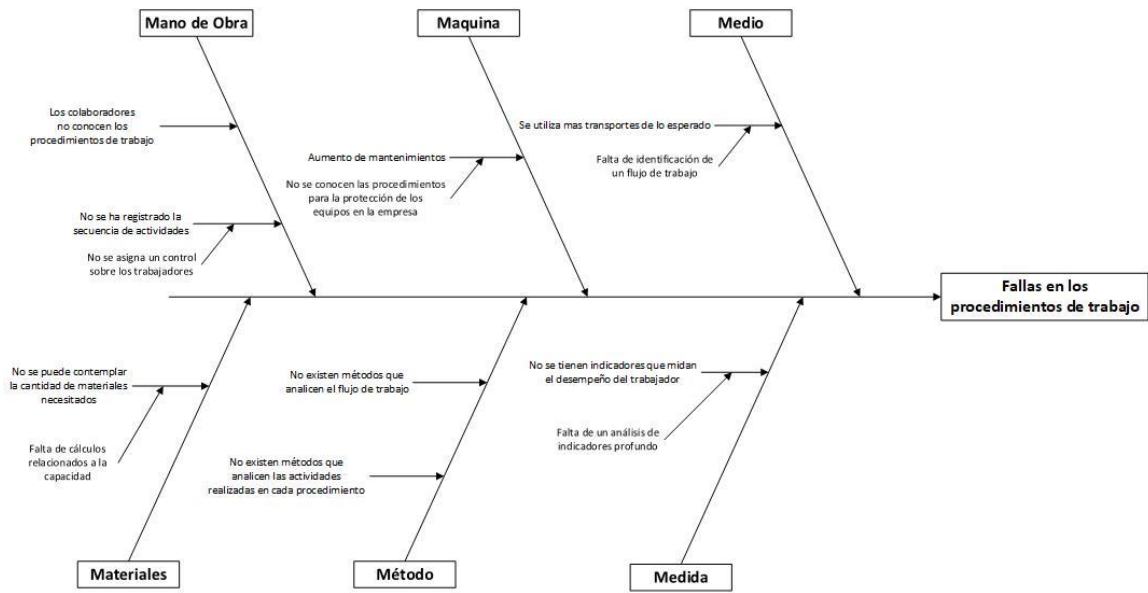 Mano de Obra
Maquina
Medio
Los colaboradores
no conocen los
procedimientos de trabajo
No se ha registrado la
secuencia de actividades
No se asigna un control
sobre los trabajadores
Aumento de mantenimientos
No se conocen las procedimientos
para la protección de los
equipos en la empresa
Se utiliza mas transportes de lo esperado
Falta de identificación de
un flujo de trabajo
Fallas en los
procedimientos de trabajo
No se puede contemplar
la cantidad de materiales
necesitados
Falta de cálculos
relacionados a la
capacidad
No existen métodos que
analicen el flujo de trabajo
No existen métodos que
analicen las actividades
realizadas en cada procedimiento
No se tienen indicadores que midan
el desempeño del trabajador
Falta de un análisis de
indicadores profundo
Materiales
Método
Medida